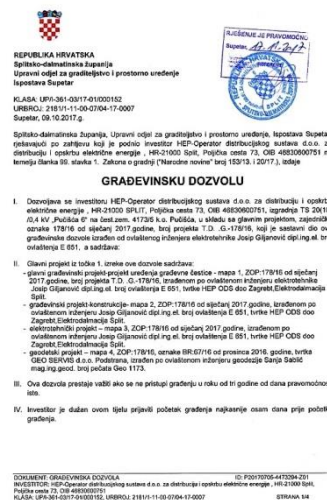 RJEŠENJE JE PRAVOMOĆNO
Supetar,
REPUBLIKA HRVATSKA
Splitsko-dalmatinska županija
Upravni odjel za graditeljstvo i prostorno uređenje
Ispostava Supetar
KLASA: UP/I-361-03/17-01/000152
URBROJ: 2181/1-11-00-07/04-17-0007
Supetar, 09.10.2017.g.
Splitsko-dalmatinska županija, Upravni odjel za graditeljstvo i prostorno uređenje, Ispostava Supeta
rješavajući po zahtjevu koji je podnio investitor HEP-Operator distribucijskog sustava d.o.o. z
distribuciju i opskrbu električne energije , HR-21000 Split, Poljička cesta 73, OIB 46830600751 n
temelju članka 99. stavka 1. Zakona o gradnji ("Narodne novine" broj 153/13. i 20/17.), izdaje
GRAĐEVINSKU DOZVOLU
I. Dozvoljava se investitoru HEP-Operator distribucijskog sustava d.o.o. za distribuciju i opskrb
električne energije , HR-21000 Split, Poljička cesta 73, OIB 46830600751, izgradnja TS 20(10
/0,4 kV „Pučišća 6" na čest.zem. 4173/5 k.o. Pučišća, u skladu sa glavnim projektom, zajedničk
oznake 178/16 od siječanj 2017.godine, broj projekta T.D. .G.-178/16, koji je sastavni dio ov
građevinske dozvole izrađen od ovlaštenog inženjera elektrotehnike Josip Giljanović dipl.ing.el. br
ovlaštenja E 651, a sadržava:
II. Glavni projekt iz točke 1. izreke ove dozvole sadržava:
- glavni građevinski projekt-projekt uređenja građevne čestice - mapa 1, ZOP:178/16 od siječanj
2017.godine, broj projekta T.D. .G.-178/16, izrađenom po ovlaštenom inženjeru elektrotehnike
Josip Giljanović dipl.ing.el. broj ovlaštenja E 651, tvrtke HEP ODS doo Zagreb,Elektrodalmacija
Split.
- građevinski projekt-konstrukcije- mapa 2, ZOP:178/16 od siječanj 2017.godine, izrađenom po
ovlaštenom inženjeru Josip Giljanović dipl.ing.el. broj ovlaštenja E 651, tvrtke HEP ODS doo
Zagrebt,Elektrodalmacija Split.
- elektrotehnički projekt – mapa 3, ZOP:178/16 od siječanj 2017.godine, izrađenom po
ovlaštenom inženjeru Josip Giljanović dipl.ing.el. broj ovlaštenja E 651, tvrtke HEP ODS doo
Zagrebt,Elektrodalmacija Split,
- geodetski projekt – mapa 4, ZOP:178/16, oznake BR:67/16 od prosinca 2016. godine, tvrtka
GEO SERVIS d.o.o. Podstrana, izrađen po ovlaštenom inženjeru geodezije Sanja Sablić
mag.ing.geod. broj pečata Geo 1173.
III. Ova dozvola prestaje važiti ako se ne pristupi građenju u roku od tri godine od dana pravomoćnos
iste.
IV. Investitor je dužan ovom tijelu prijaviti početak građenja najkasnije osam dana prije počet
građenja.
DOKUMENT: GRAĐEVINSKA DOZVOLA ID: P20170706-4473294-Z01
INVESTITOR: HEP-Operator distribucijskog sustava d.o.o. za distribuciju i opskrbu električne energije , HR-21000 Split,
Poljička cesta 73, OIB 46830600751
KLASA: UP/I-361-03/17-01/000152, URBROJ: 2181/1-11-00-07/04-17-0007 STRANA 1/4